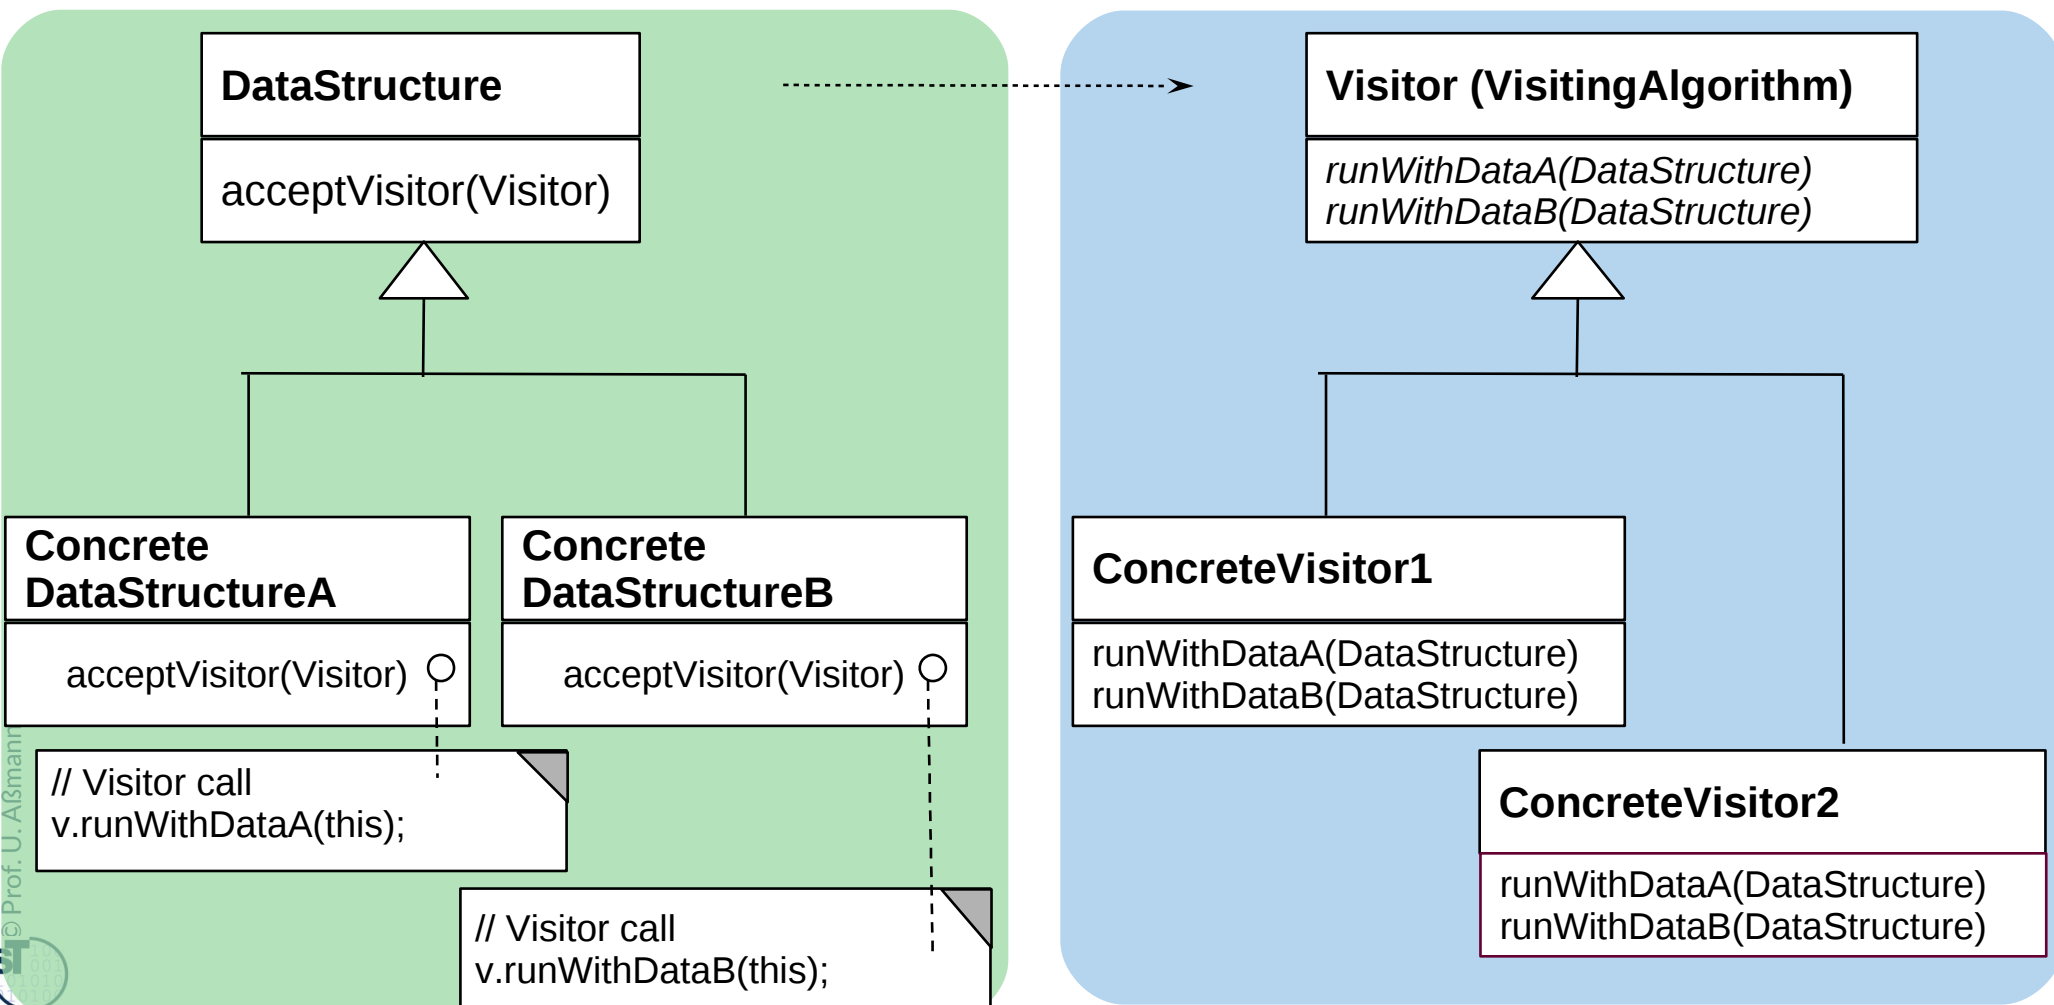 DataStructure
acceptVisitor(Visitor)
Visitor (VisitingAlgorithm)
runWithDataA(DataStructure)
runWithDataB(DataStructure)
Concrete
DataStructureA
acceptVisitor(Visitor)
Concrete
DataStructureB
acceptVisitor(Visitor)
// Visitor call
v.runWithDataA(this);
// Visitor call
v.runWithDataB(this);
ConcreteVisitor1
runWithDataA(DataStructure)
runWithDataB(DataStructure)
ConcreteVisitor2
runWithDataA(DataStructure)
runWithDataB(DataStructure)
© Prof. U. Aßmann